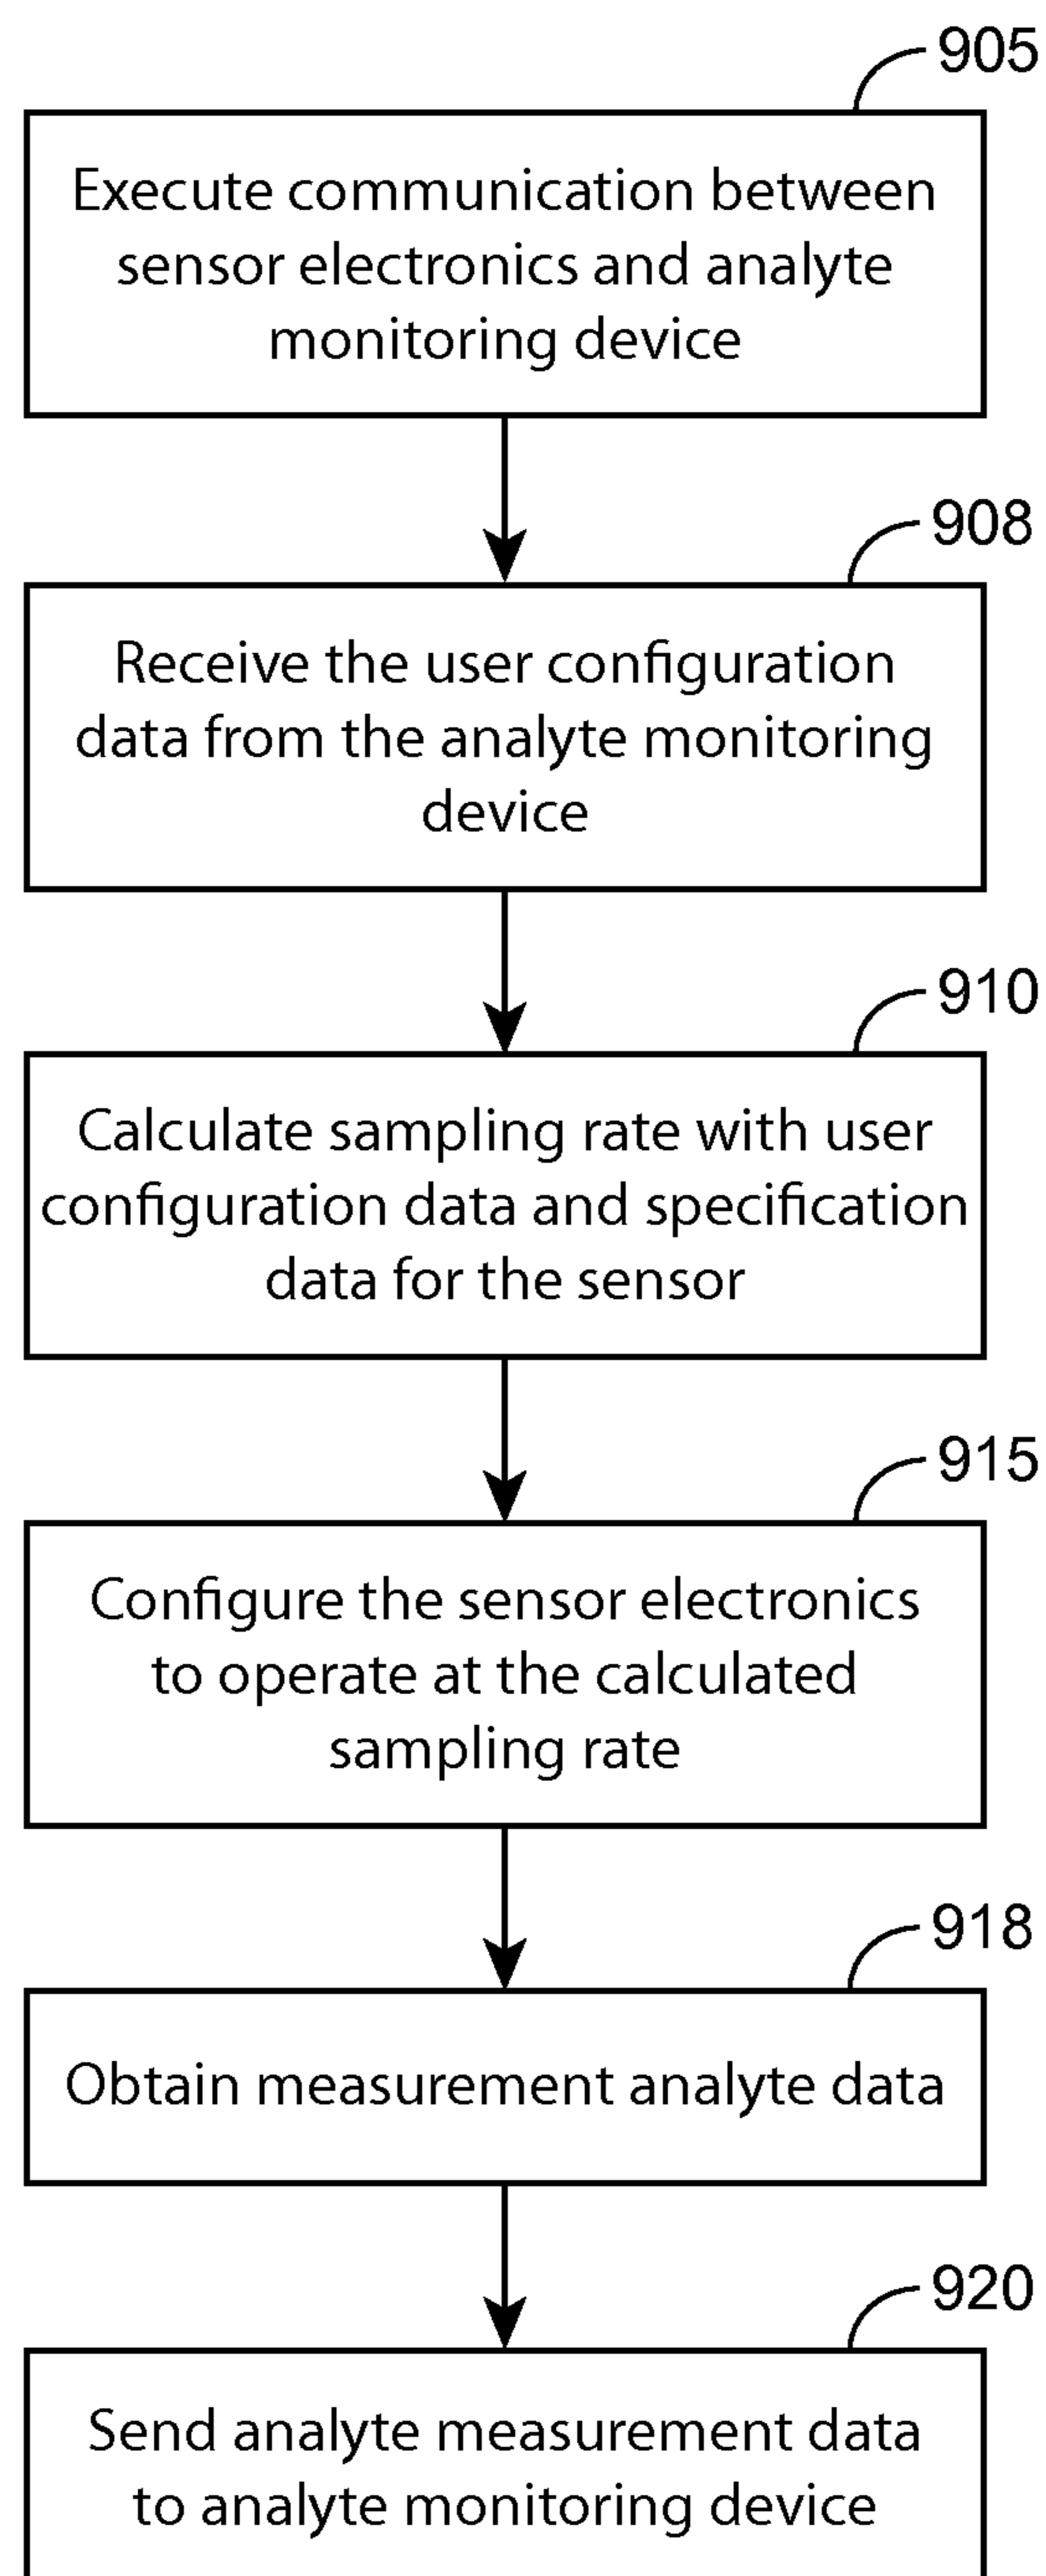 905
Execute communication between
sensor electronics and analyte
monitoring device
908
Receive the user configuration
data from the analyte monitoring
device
910
Calculate sampling rate with user
configuration data and specification
data for the sensor
915
Configure the sensor electronics
to operate at the calculated
sampling rate
918
Obtain measurement analyte data
920
Send analyte measurement data
to analyte monitoring device